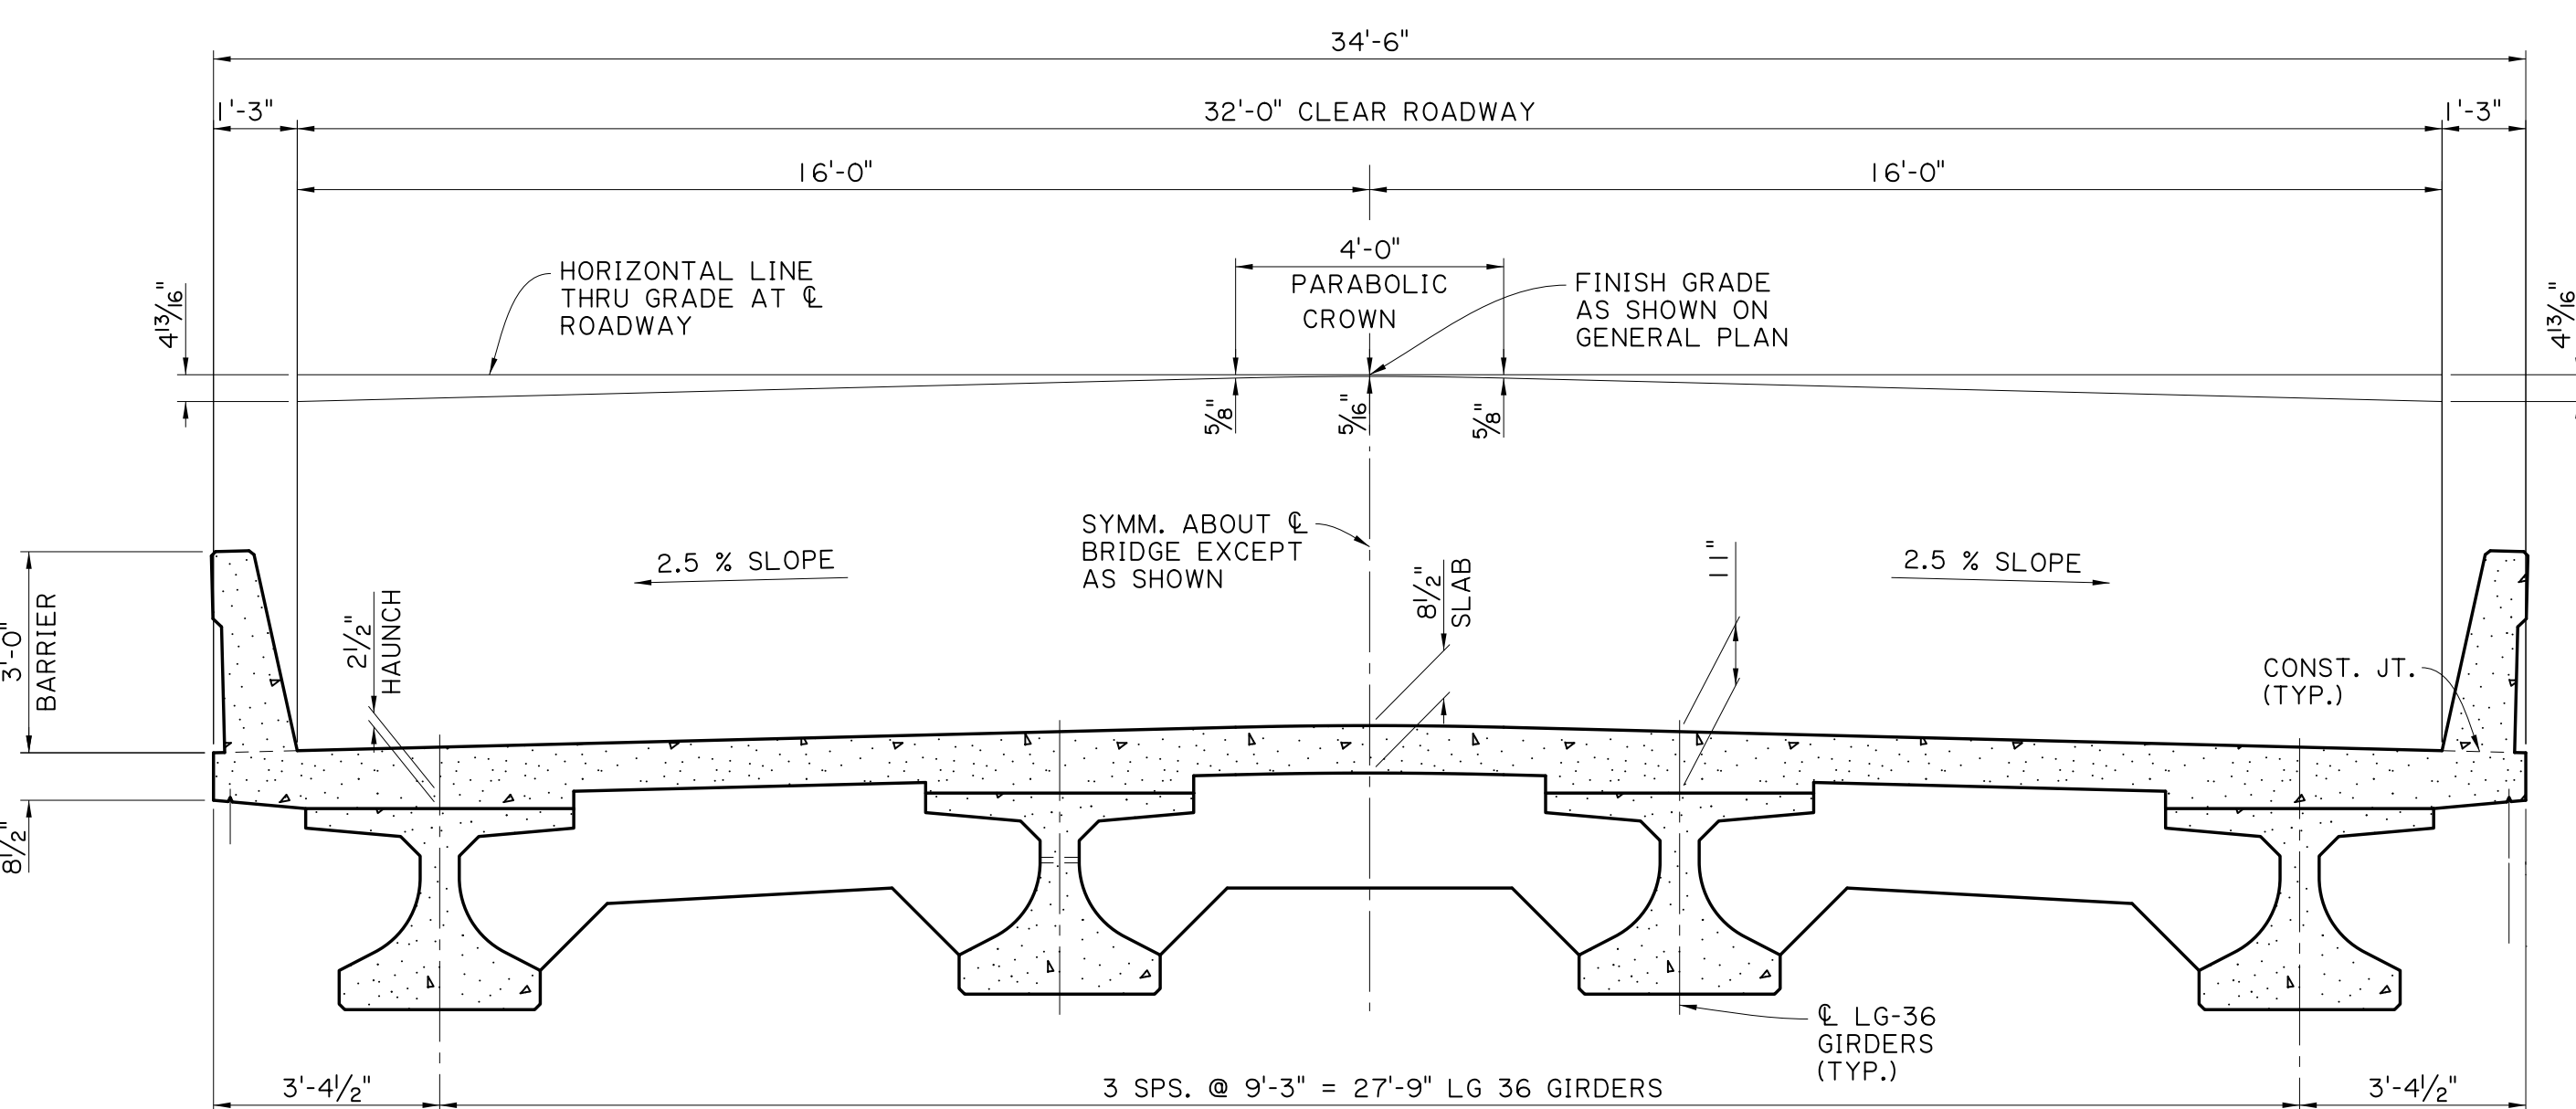 34'-6"
1'-3"
32'-0" CLEAR ROADWAY
1'-3"
16'-0"
16'-0"
4'-0"
PARABOLIC
CROWN
HORIZONTAL LINE
THRU GRADE AT ℄
ROADWAY
FINISH GRADE
AS SHOWN ON
GENERAL PLAN
4 13/16"
4 13/16"
5/8"
5/16"
5/8"
SYMM. ABOUT ℄
BRIDGE EXCEPT
AS SHOWN
2.5 % SLOPE
2.5 % SLOPE
2 1/2"
HAUNCH
8 1/2"
SLAB
11"
3'-0"
BARRIER
CONST. JT.
(TYP.)
8 1/2"
℄ LG-36
GIRDERS
(TYP.)
3'-4 1/2"
3 SPS. @ 9'-3" = 27'-9" LG 36 GIRDERS
3'-4 1/2"